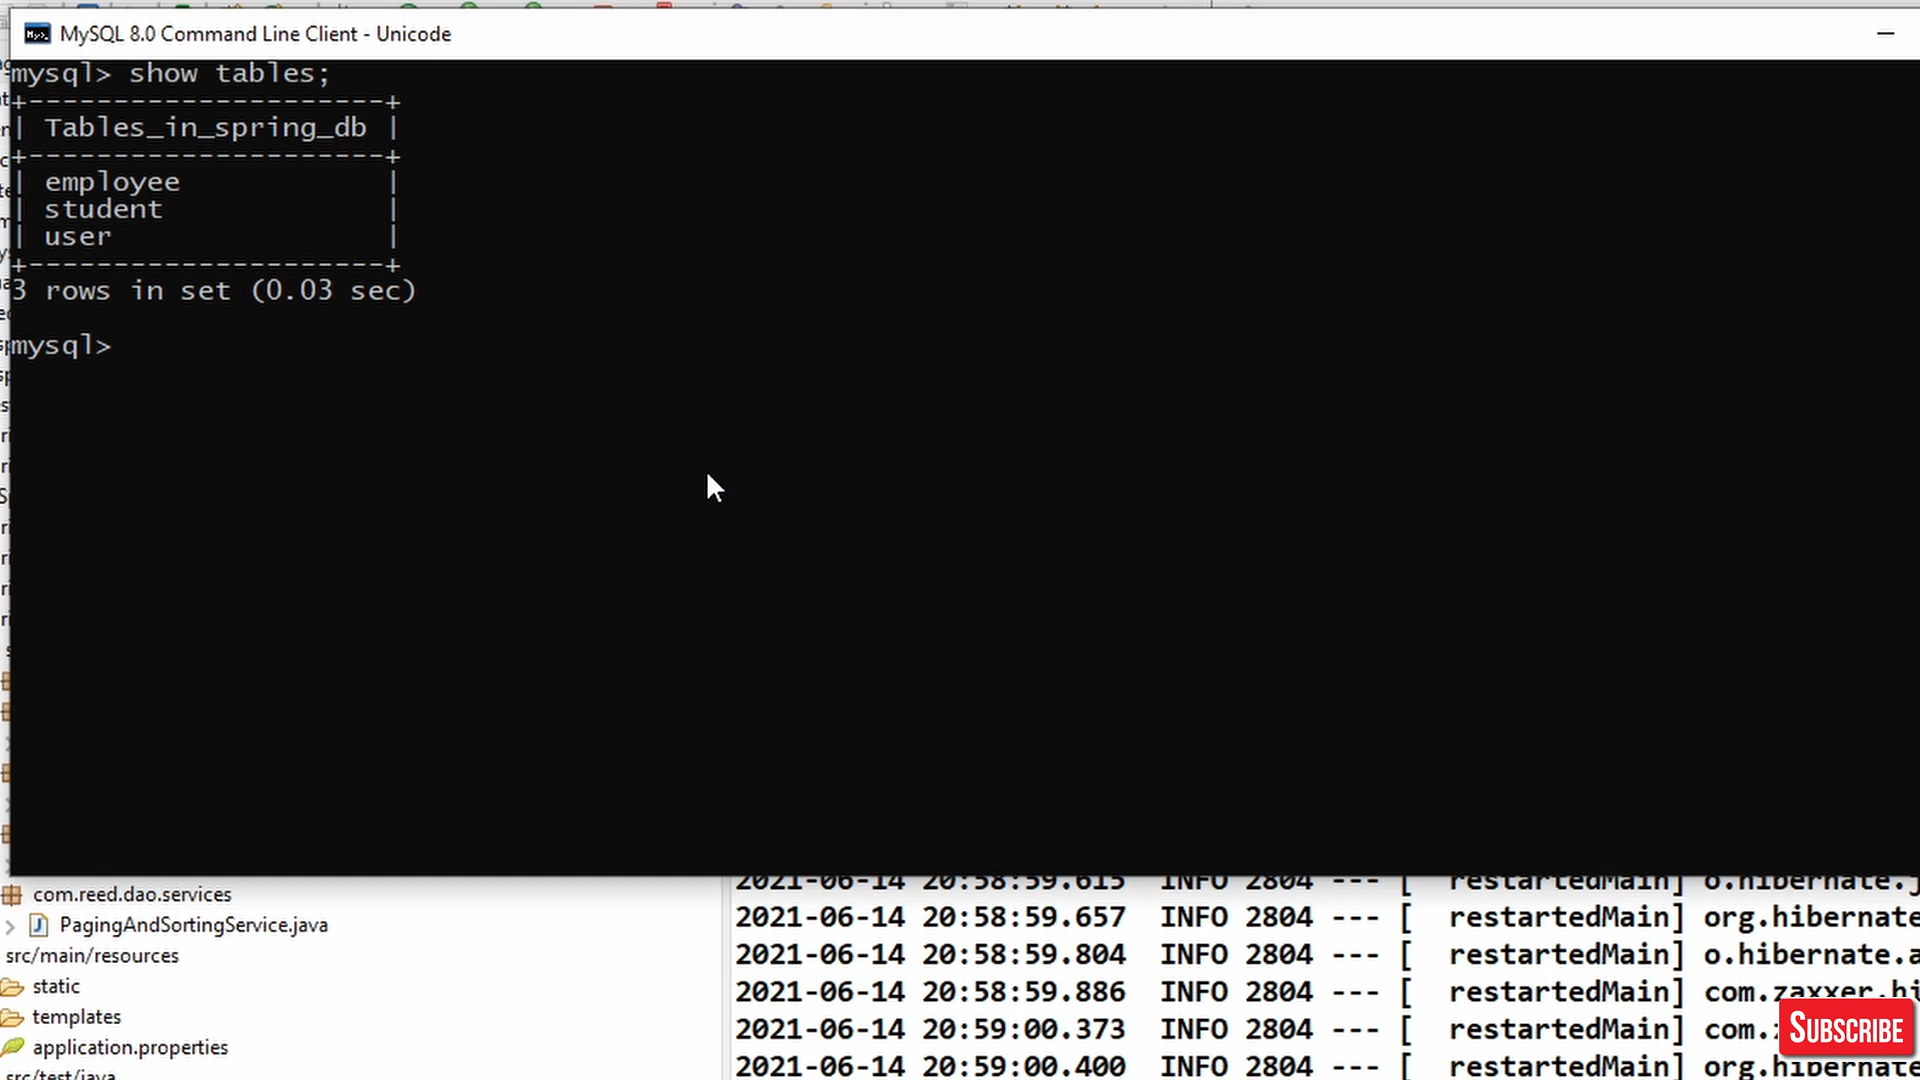 MySQL 8.0 Command Line Client - Unicode
mysql> show tables;
+---------------------+
| Tables_in_spring_db |
+---------------------+
| employee            |
| student             |
| user                |
+---------------------+
3 rows in set (0.03 sec)
mysql>
com.reed.dao.services
PagingAndSortingService.java
src/main/resources
static
templates
application.properties
src/test/java
2021-06-14 20:58:59.615 INFO 2804 --- [ restartedMain] o.hibernate.j
2021-06-14 20:58:59.657 INFO 2804 --- [ restartedMain] org.hibernate
2021-06-14 20:58:59.804 INFO 2804 --- [ restartedMain] o.hibernate.a
2021-06-14 20:58:59.886 INFO 2804 --- [ restartedMain] com.zaxxer.hi
2021-06-14 20:59:00.373 INFO 2804 --- [ restartedMain] com.
2021-06-14 20:59:00.400 INFO 2804 --- [ restartedMain] org.hibernate
SUBSCRIBE